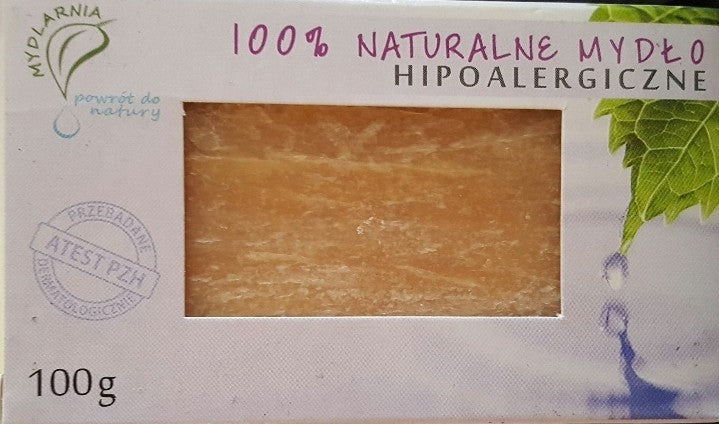 MYDLARNIA
powrót do
natury
100% NATURALNE MYDŁO
HIPOALERGICZNE
PRZEBADANE
ATEST PZH
DERMATOLOGICZNIE
100g